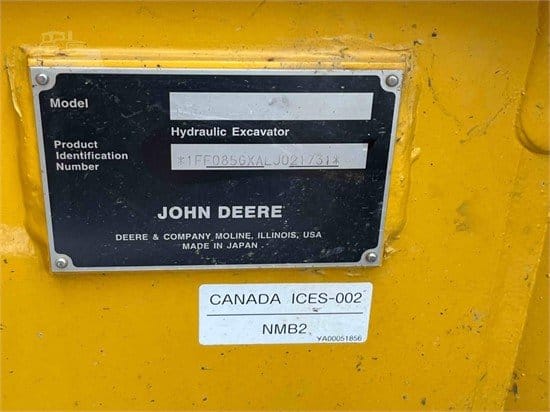 Model
Hydraulic Excavator
Product
Identification
Number
*1FF085GXALJ021731*
JOHN DEERE
DEERE & COMPANY MOLINE, ILLINOIS, USA
MADE IN JAPAN
CANADA ICES-002
NMB2
YA00051856